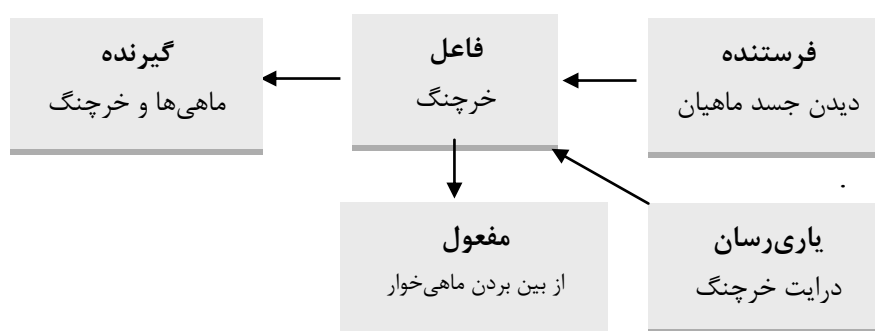 فرستنده
دیدن جسد ماهیان
فاعل
خرچنگ
گیرنده
ماهی‌ها و خرچنگ
.
یاری‌رسان
درایت خرچنگ
مفعول
از بین بردن ماهی‌خوار